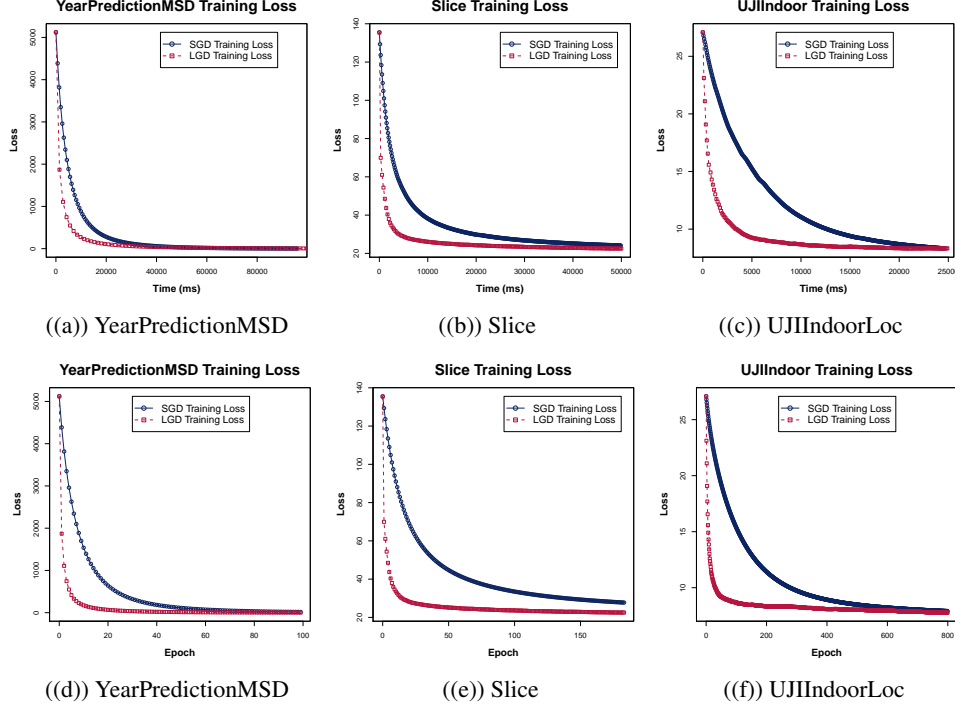 YearPredictionMSD Training Loss
Loss
5000
4000
3000
2000
1000
0
SGD Training Loss
LGD Training Loss
0
20000
40000
60000
80000
Time (ms)
((a)) YearPredictionMSD
Slice Training Loss
Loss
140
120
100
80
60
40
20
SGD Training Loss
LGD Training Loss
0
10000
20000
30000
40000
50000
Time (ms)
((b)) Slice
UJIIndoor Training Loss
Loss
25
20
15
10
SGD Training Loss
LGD Training Loss
0
5000
10000
15000
20000
25000
Time (ms)
((c)) UJIIndoorLoc
YearPredictionMSD Training Loss
Loss
5000
4000
3000
2000
1000
0
SGD Training Loss
LGD Training Loss
0
20
40
60
80
100
Epoch
((d)) YearPredictionMSD
Slice Training Loss
Loss
140
120
100
80
60
40
20
SGD Training Loss
LGD Training Loss
0
50
100
150
Epoch
((e)) Slice
UJIIndoor Training Loss
Loss
25
20
15
10
SGD Training Loss
LGD Training Loss
0
200
400
600
800
Epoch
((f)) UJIIndoorLoc